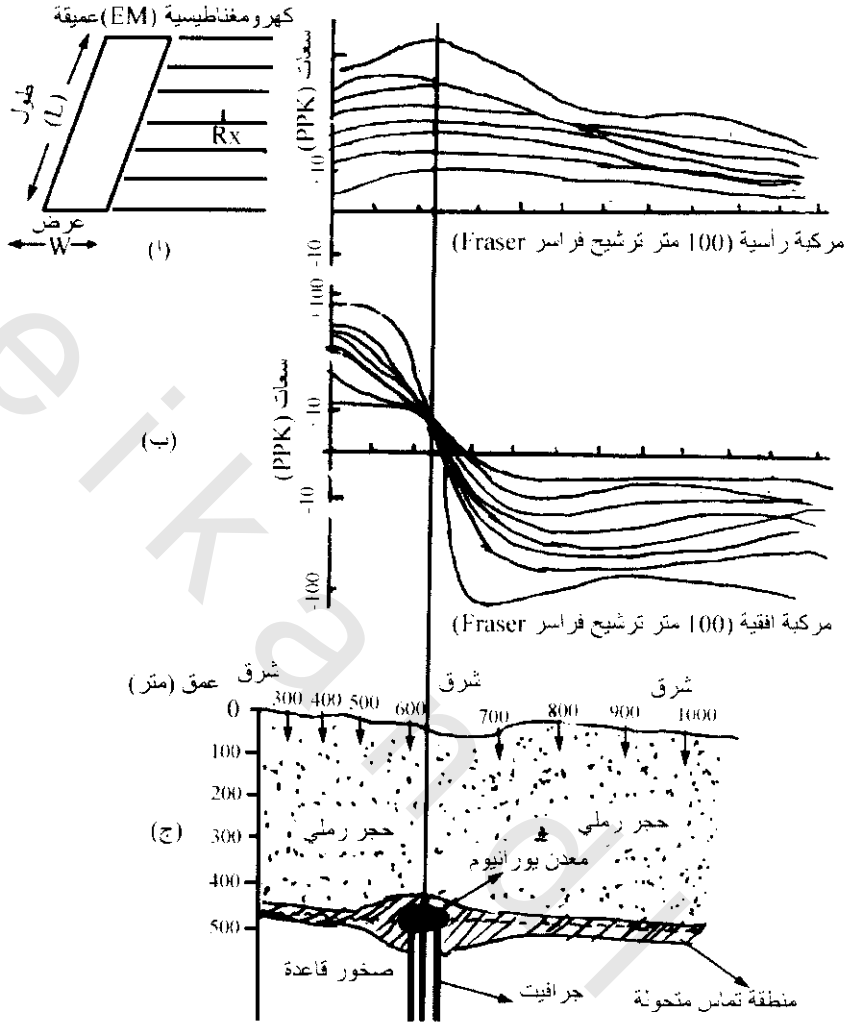 كهرومغناطيسية (EM) عميقة
طول
(L)
Rx
عرض
W
(أ)
سعات (PPK)
10
-10
مركبة رأسية (100 متر ترشيح فراسر Fraser)
+100
-10
سعات (PPK)
-10
-100
(ب)
مركبة افقية (100 متر ترشيح فراسر Fraser)
عمق (متر)
شرق
شرق
شرق
300 400 500 600 700 800 900 1000
0
100
200
300
400
500
(ج)
حجر رملي
حجر رملي
معدن يورانيوم
صخور قاعدة
جرافيت
منطقة تماس متحولة
e i k a n d l